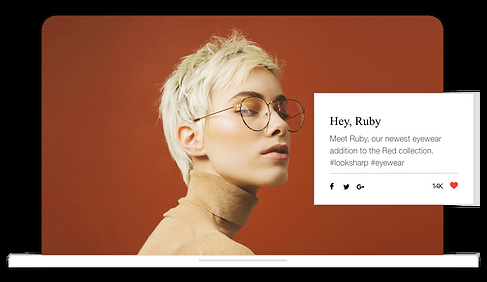 Hey, Ruby
Meet Ruby, our newest eyewear
addition to the Red collection.
#looksharp #eyewear
14K